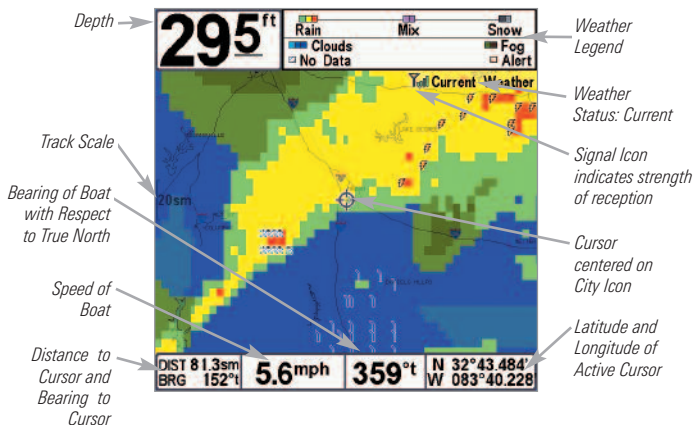 Depth
295 ft
Rain Mix Snow
Clouds Fog
No Data Alert
Weather
Legend
Current Weather
Weather
Status: Current
Track Scale
20sm
Signal Icon
indicates strength
of reception
Bearing of Boat
with Respect
to True North
Cursor
centered on
City Icon
Speed of
Boat
Latitude and
Longitude of
Active Cursor
Distance to
Cursor and
Bearing to
Cursor
DIST 81.3sm
BRG 152°t
5.6mph
359°t
N 32°43.484'
W 083°40.228'